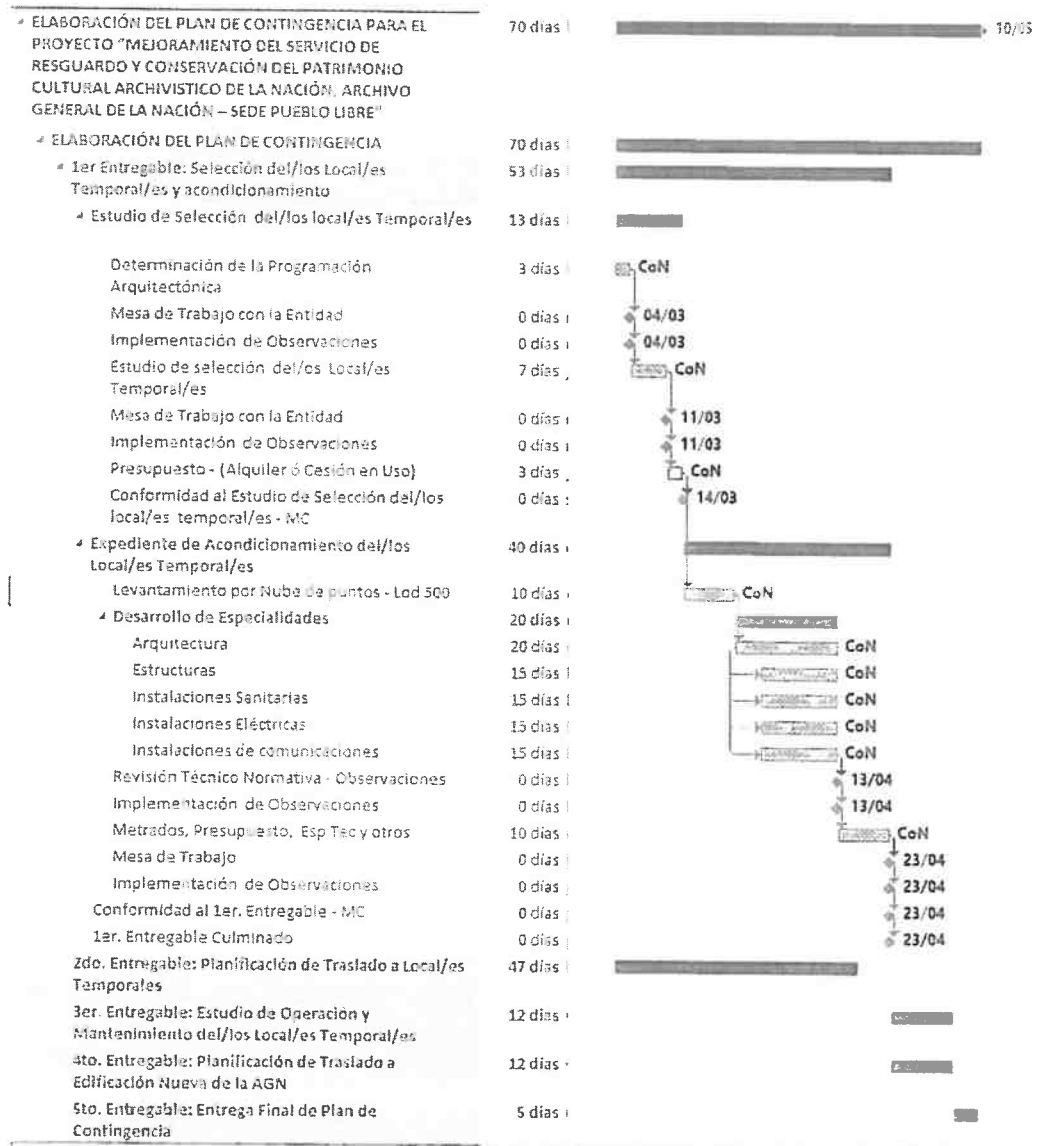 ELABORACIÓN DEL PLAN DE CONTINGENCIA PARA EL 70 días 10/05
PROYECTO "MEJORAMIENTO DEL SERVICIO DE
RESGUARDO Y CONSERVACIÓN DEL PATRIMONIO
CULTURAL ARCHIVISTICO DE LA NACIÓN, ARCHIVO
GENERAL DE LA NACIÓN – SEDE PUEBLO LIBRE"
ELABORACIÓN DEL PLAN DE CONTINGENCIA 70 días
1er Entregable: Selección del/los Local/es 53 días
Temporal/es y acondicionamiento
Estudio de Selección del/los local/es Temporal/es 13 días
Determinación de la Programación 3 días CoN
Arquitectónica
Mesa de Trabajo con la Entidad 0 días 04/03
Implementación de Observaciones 0 días 04/03
Estudio de selección del/os Local/es 7 días CoN
Temporal/es
Mesa de Trabajo con la Entidad 0 días 11/03
Implementación de Observaciones 0 días 11/03
Presupuesto - (Alquiler ó Cesión en Uso) 3 días CoN
Conformidad al Estudio de Selección del/los 0 días 14/03
local/es temporal/es - MC
Expediente de Acondicionamiento del/los 40 días
Local/es Temporal/es
Levantamiento por Nube de puntos - Lod 500 10 días CoN
Desarrollo de Especialidades 20 días
Arquitectura 20 días CoN
Estructuras 15 días CoN
Instalaciones Sanitarias 15 días CoN
Instalaciones Eléctricas 15 días CoN
Instalaciones de comunicaciones 15 días CoN
Revisión Técnico Normativa - Observaciones 0 días 13/04
Implementación de Observaciones 0 días 13/04
Metrados, Presupuesto, Esp Tec y otros 10 días CoN
Mesa de Trabajo 0 días 23/04
Implementación de Observaciones 0 días 23/04
Conformidad al 1er. Entregable - MC 0 días 23/04
1er. Entregable Culminado 0 días 23/04
2do. Entregable: Planificación de Traslado a Local/es 47 días
Temporales
3er. Entregable: Estudio de Operación y 12 días
Mantenimiento del/los Local/es Temporal/es
4to. Entregable: Planificación de Traslado a 12 días
Edificación Nueva de la AGN
5to. Entregable: Entrega Final de Plan de 5 días
Contingencia